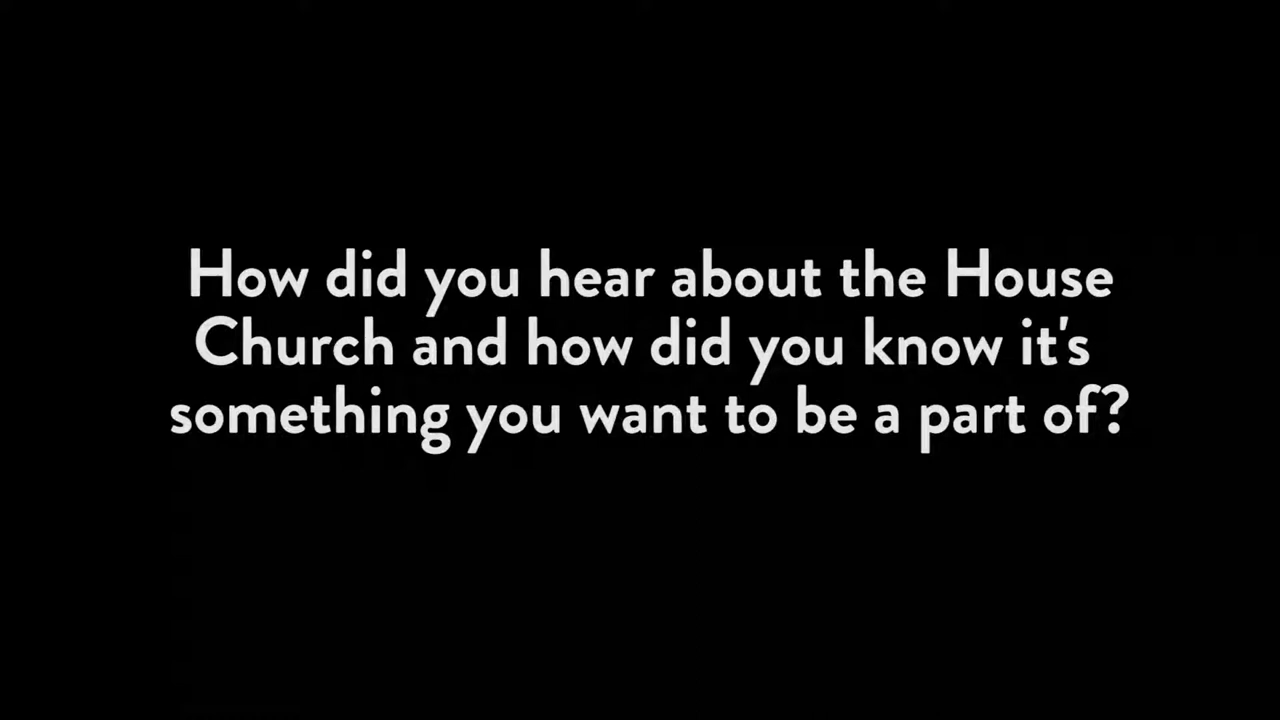 How did you hear about the House
Church and how did you know it's
something you want to be a part of?